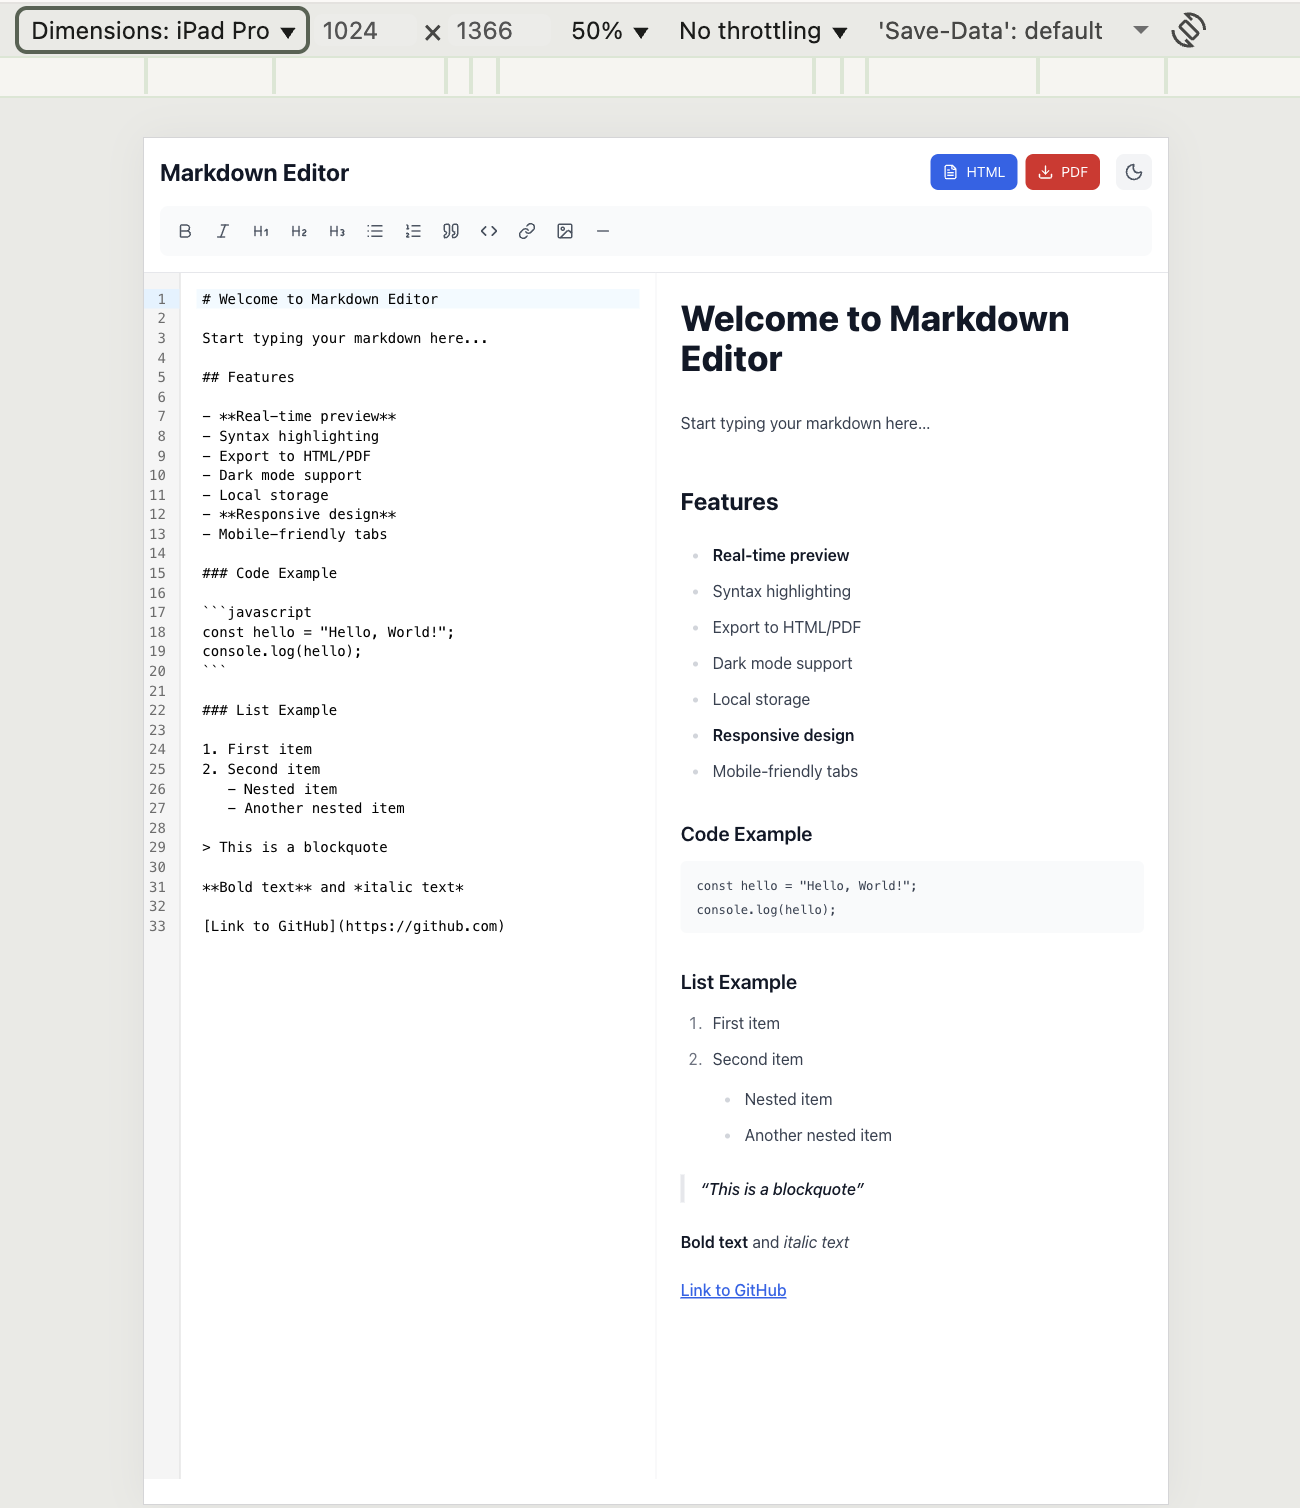 Dimensions: iPad Pro ▼ 1024 × 1366 50% ▼ No throttling ▼ 'Save-Data': default
Markdown Editor
HTML
PDF
B I H1 H2 H3
1 # Welcome to Markdown Editor
2
3 Start typing your markdown here...
4
5 ## Features
6
7 - **Real-time preview**
8 - Syntax highlighting
9 - Export to HTML/PDF
10 - Dark mode support
11 - Local storage
12 - **Responsive design**
13 - Mobile-friendly tabs
14
15 ### Code Example
16
17 ```javascript
18 const hello = "Hello, World!";
19 console.log(hello);
20 ```
21
22 ### List Example
23
24 1. First item
25 2. Second item
26    - Nested item
27    - Another nested item
28
29 > This is a blockquote
30
31 **Bold text** and *italic text*
32
33 [Link to GitHub](https://github.com)
Welcome to Markdown
Editor
Start typing your markdown here...
Features
• Real-time preview
• Syntax highlighting
• Export to HTML/PDF
• Dark mode support
• Local storage
• Responsive design
• Mobile-friendly tabs
Code Example
const hello = "Hello, World!";
console.log(hello);
List Example
1. First item
2. Second item
• Nested item
• Another nested item
“This is a blockquote”
Bold text and italic text
Link to GitHub